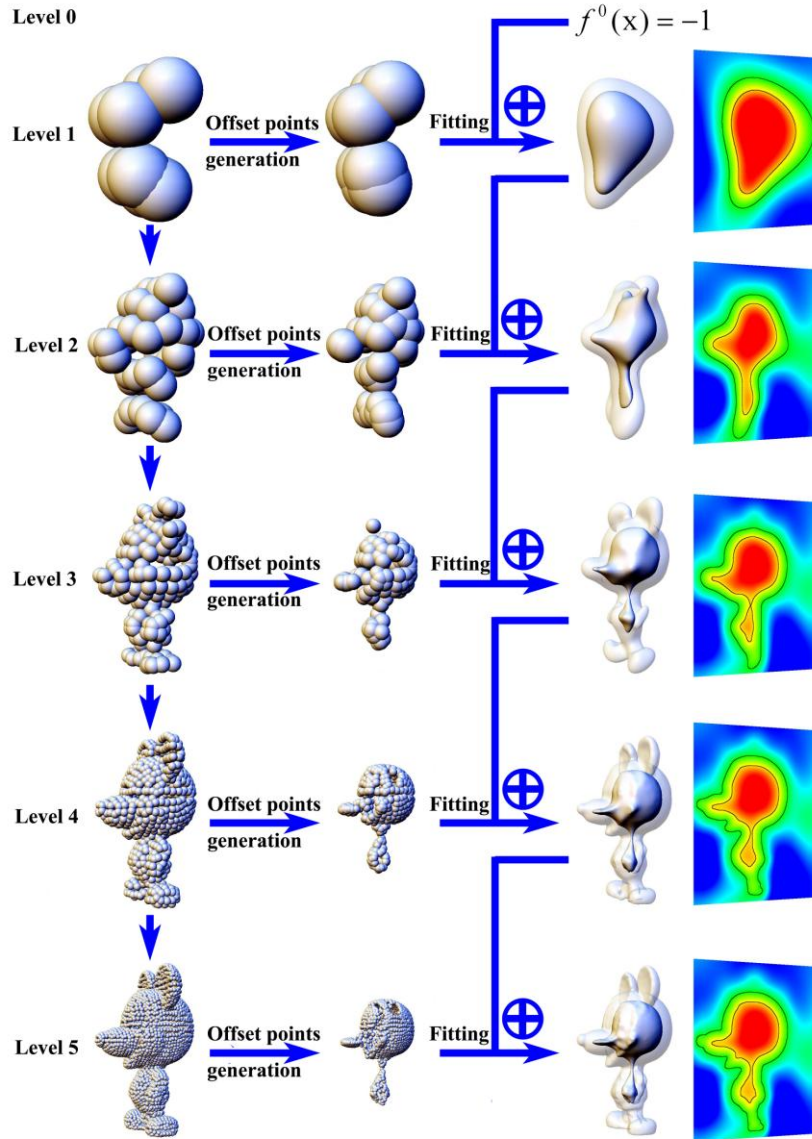 Level 0
f⁰(x) = −1
Level 1
Offset points
generation
Fitting
Level 2
Offset points
generation
Fitting
Level 3
Offset points
generation
Fitting
Level 4
Offset points
generation
Fitting
Level 5
Offset points
generation
Fitting